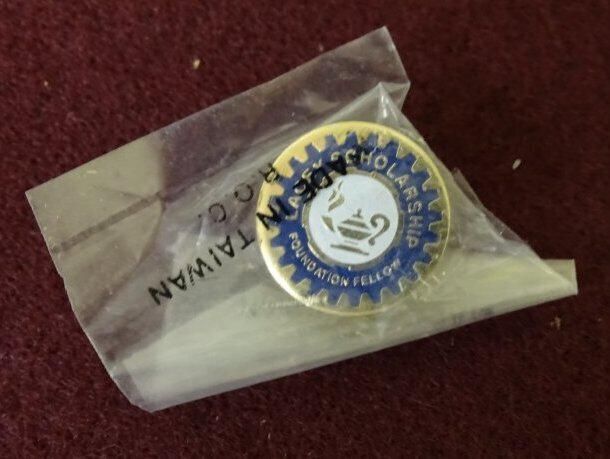 MADE IN TAIWAN
R.O.C.
SCHOLARSHIP
FOUNDATION FELLOW